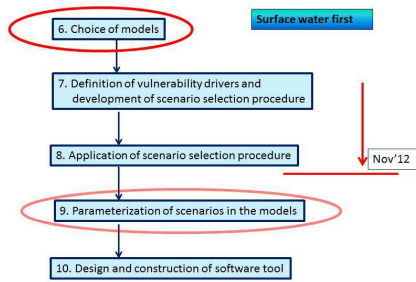 6. Choice of models
Surface water first
7. Definition of vulnerability drivers and
development of scenario selection procedure
8. Application of scenario selection procedure
Nov'12
9. Parameterization of scenarios in the models
10. Design and construction of software tool